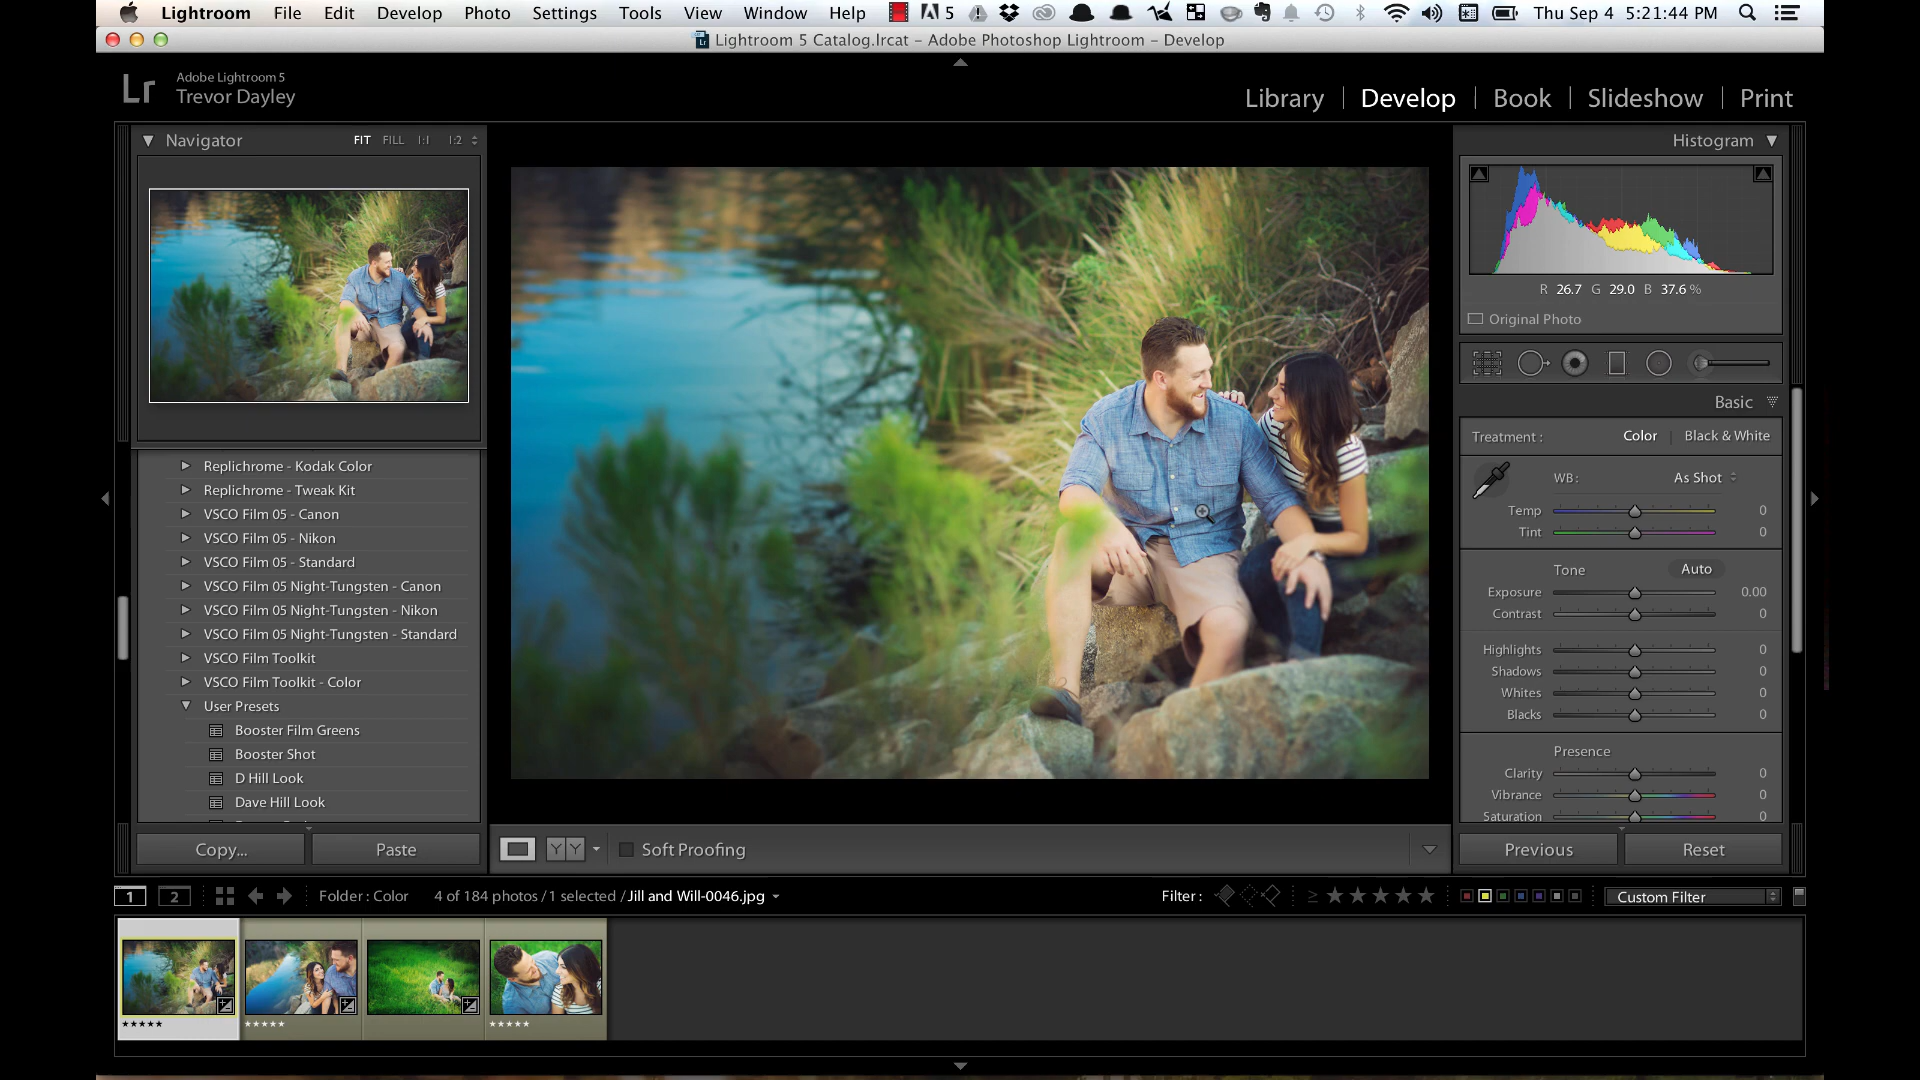 Lightroom File Edit Develop Photo Settings Tools View Window Help 5 Thu Sep 4 5:21:44 PM
Lightroom 5 Catalog.lrcat – Adobe Photoshop Lightroom – Develop
Lr Adobe Lightroom 5
Trevor Dayley
Library | Develop | Book | Slideshow | Print
Navigator FIT FILL 1:1 1:2
Replichrome - Kodak Color
Replichrome - Tweak Kit
VSCO Film 05 - Canon
VSCO Film 05 - Nikon
VSCO Film 05 - Standard
VSCO Film 05 Night-Tungsten - Canon
VSCO Film 05 Night-Tungsten - Nikon
VSCO Film 05 Night-Tungsten - Standard
VSCO Film Toolkit
VSCO Film Toolkit - Color
User Presets
Booster Film Greens
Booster Shot
D Hill Look
Dave Hill Look
Copy... Paste
Y Y Soft Proofing
Histogram
R 26.7 G 29.0 B 37.6 %
Original Photo
Basic
Treatment : Color | Black & White
WB : As Shot
Temp 0
Tint 0
Tone Auto
Exposure 0.00
Contrast 0
Highlights 0
Shadows 0
Whites 0
Blacks 0
Presence
Clarity 0
Vibrance 0
Saturation 0
Previous Reset
1 2 Folder : Color 4 of 184 photos / 1 selected / Jill and Will-0046.jpg Filter : ≥ ★★★★★ Custom Filter
★★★★★ ★★★★★ ★★★★★